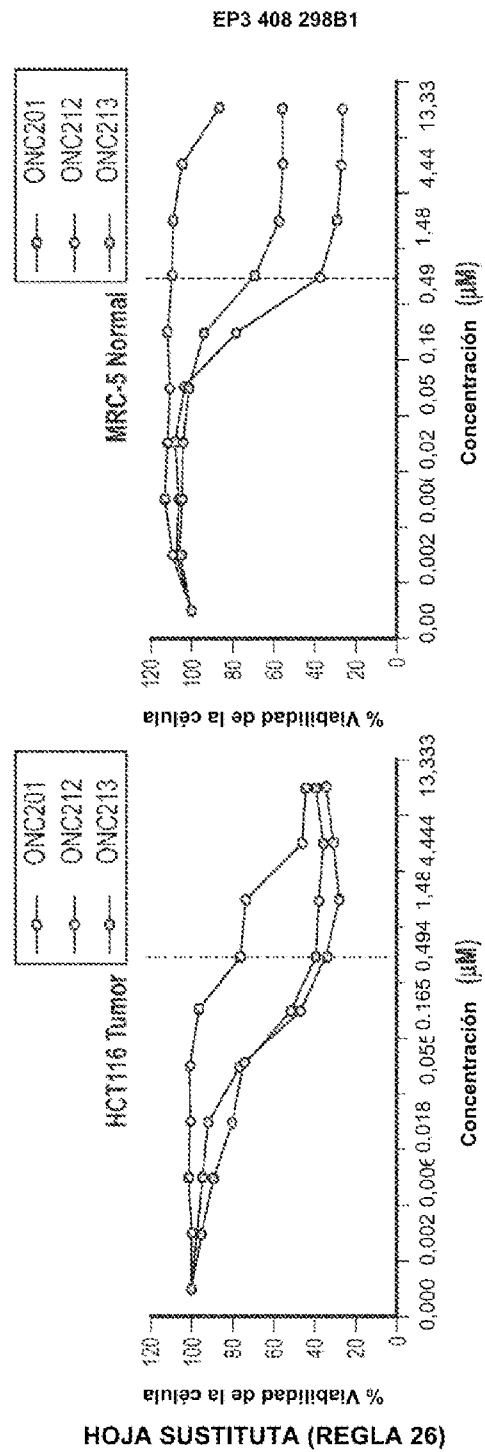 EP3 408 298B1
HCT116 Tumor
ONC201
ONC212
ONC213
% Viabilidad de la célula
120
100
80
60
40
20
0
0,000
0,002
0,006
0.018
0,055
0.165
0.494
1,48
4,444
13,333
Concentración (µM)
MRC-5 Normal
ONC201
ONC212
ONC213
% Viabilidad de la célula
120
100
80
60
40
20
0
0,00
0,002
0,02
0,05
0,16
0,49
1,48
4,44
13,33
Concentración (µM)
HOJA SUSTITUTA (REGLA 26)